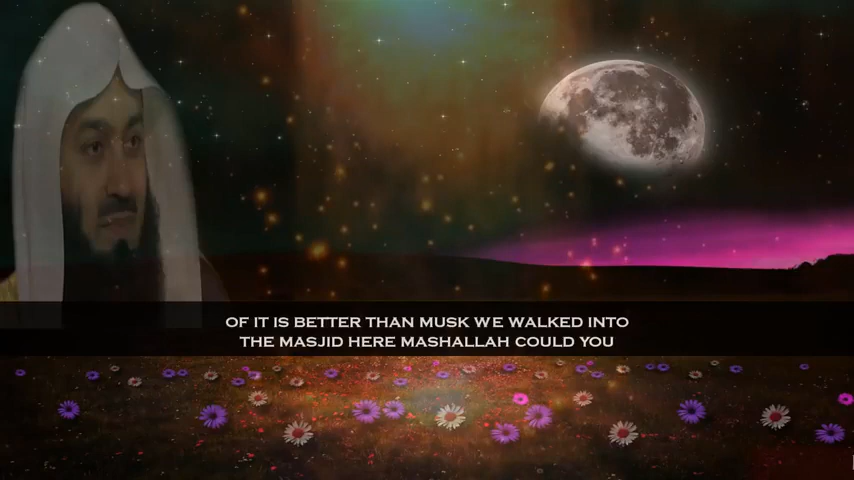 OF IT IS BETTER THAN MUSK WE WALKED INTO
THE MASJID HERE MASHALLAH COULD YOU